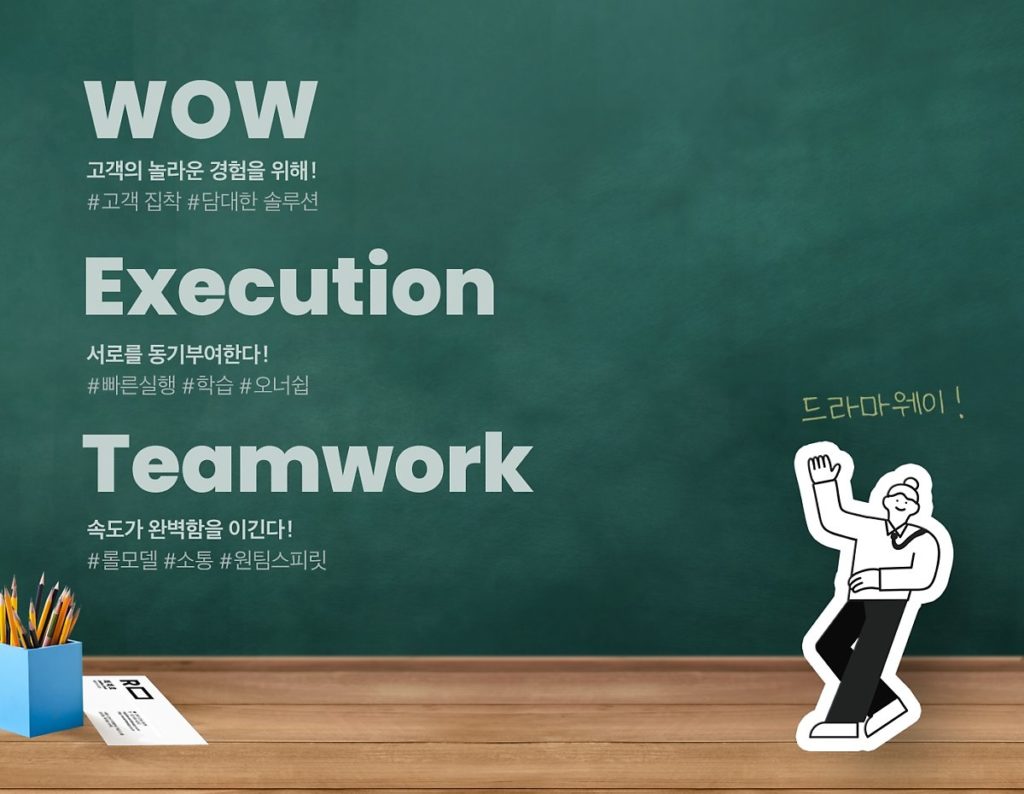 WOW
고객의 놀라운 경험을 위해!
#고객 집착 #담대한 솔루션
Execution
서로를 동기부여한다!
#빠른실행 #학습 #오너쉽
드라마웨이!
Teamwork
속도가 완벽함을 이긴다!
#롤모델 #소통 #원팀스피릿